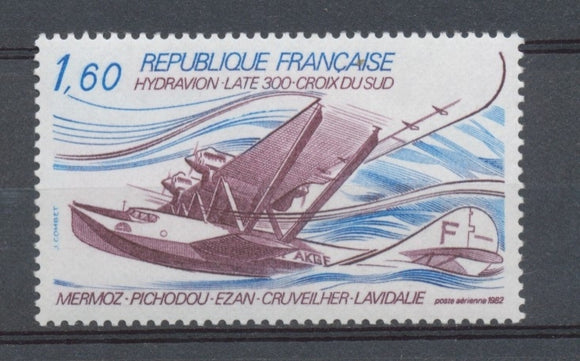 1,60
REPUBLIQUE FRANÇAISE
HYDRAVION·LATE 300·CROIX DU SUD
J. COMBET
AKGF
F-
MERMOZ·PICHODOU·EZAN·CRUVEILHER·LAVIDALIE
poste aérienne 1982